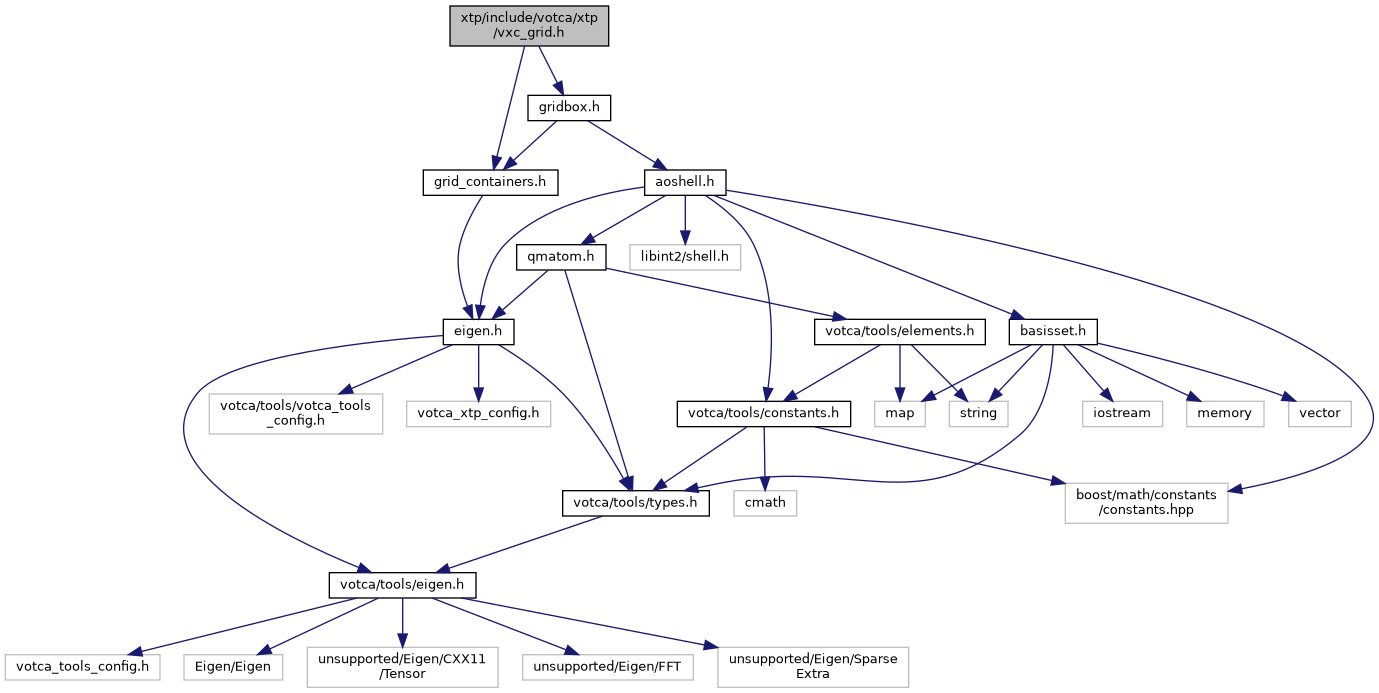 xtp/include/votca/xtp
/vxc_grid.h
gridbox.h
grid_containers.h
aoshell.h
qmatom.h
libint2/shell.h
eigen.h
votca/tools/elements.h
basisset.h
votca/tools/votca_tools
_config.h
votca_xtp_config.h
votca/tools/constants.h
map
string
iostream
memory
vector
votca/tools/types.h
cmath
boost/math/constants
/constants.hpp
votca/tools/eigen.h
votca_tools_config.h
Eigen/Eigen
unsupported/Eigen/CXX11
/Tensor
unsupported/Eigen/FFT
unsupported/Eigen/Sparse
Extra